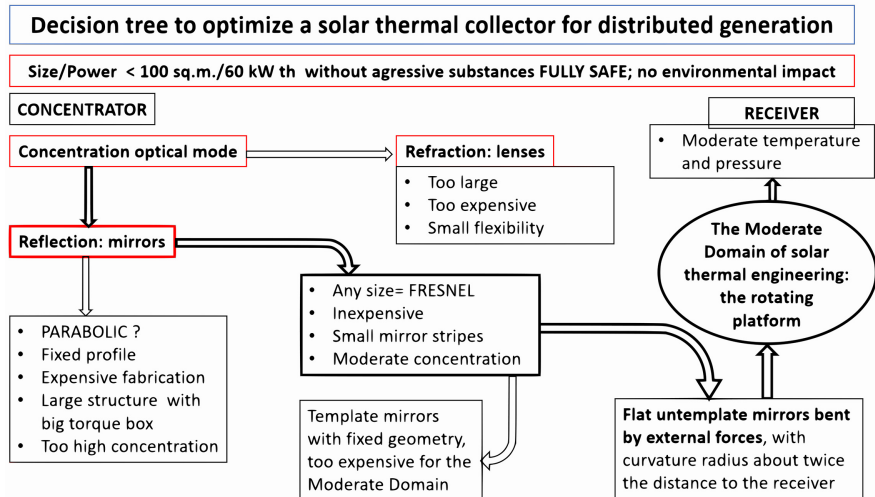 Decision tree to optimize a solar thermal collector for distributed generation
Size/Power < 100 sq.m./60 kW th without agressive substances FULLY SAFE; no environmental impact
CONCENTRATOR
RECEIVER
Concentration optical mode
Refraction: lenses
• Moderate temperature
and pressure
• Too large
• Too expensive
• Small flexibility
Reflection: mirrors
The Moderate
Domain of solar
thermal engineering:
the rotating
platform
• Any size= FRESNEL
• Inexpensive
• Small mirror stripes
• Moderate concentration
• PARABOLIC ?
• Fixed profile
• Expensive fabrication
• Large structure with
big torque box
• Too high concentration
Template mirrors
with fixed geometry,
too expensive for the
Moderate Domain
Flat untemplate mirrors bent
by external forces, with
curvature radius about twice
the distance to the receiver